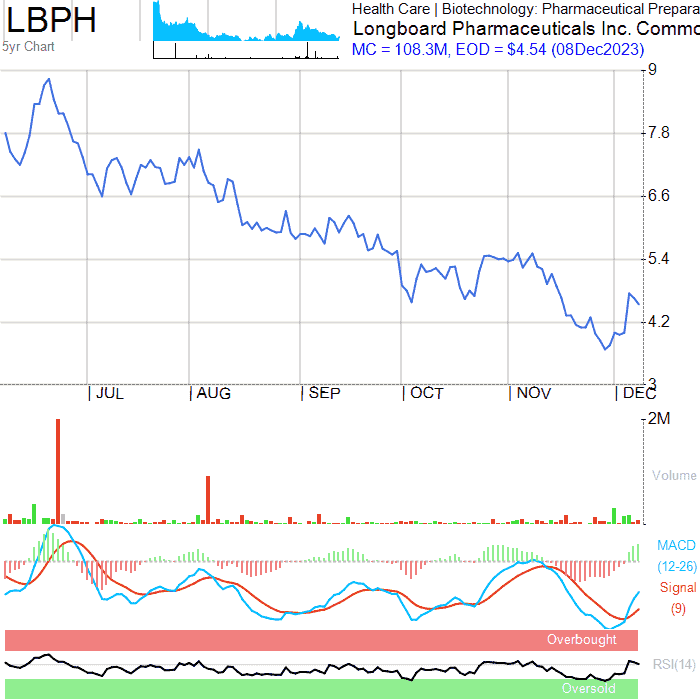 LBPH
5yr Chart
Health Care | Biotechnology: Pharmaceutical Prepara
Longboard Pharmaceuticals Inc. Commo
MC = 108.3M, EOD = $4.54 (08Dec2023)
9
7.8
6.6
5.4
4.2
3
JUL
AUG
SEP
OCT
NOV
DEC
2M
Volume
MACD
(12-26)
Signal
(9)
Overbought
RSI(14)
Oversold